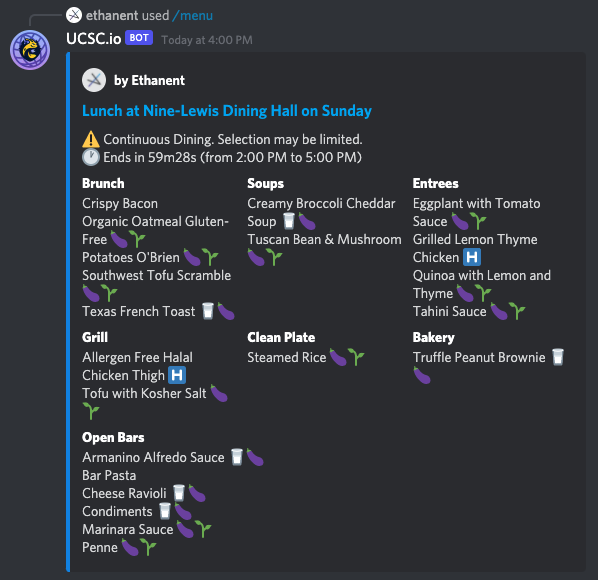 ethanent used /menu
UCSC.io BOT Today at 4:00 PM
by Ethanent
Lunch at Nine-Lewis Dining Hall on Sunday
⚠️ Continuous Dining. Selection may be limited.
🕐 Ends in 59m28s (from 2:00 PM to 5:00 PM)
Brunch
Crispy Bacon
Organic Oatmeal Gluten-
Free 🍆🌱
Potatoes O'Brien 🍆🌱
Southwest Tofu Scramble
🍆🌱
Texas French Toast 🥛🍆
Soups
Creamy Broccoli Cheddar
Soup 🥛🍆
Tuscan Bean & Mushroom
🍆🌱
Entrees
Eggplant with Tomato
Sauce 🍆🌱
Grilled Lemon Thyme
Chicken H
Quinoa with Lemon and
Thyme 🍆🌱
Tahini Sauce 🍆🌱
Grill
Allergen Free Halal
Chicken Thigh H
Tofu with Kosher Salt 🍆
🌱
Clean Plate
Steamed Rice 🍆🌱
Bakery
Truffle Peanut Brownie 🥛
🍆
Open Bars
Armanino Alfredo Sauce 🥛🍆
Bar Pasta
Cheese Ravioli 🥛🍆
Condiments 🥛🍆
Marinara Sauce 🍆🌱
Penne 🍆🌱